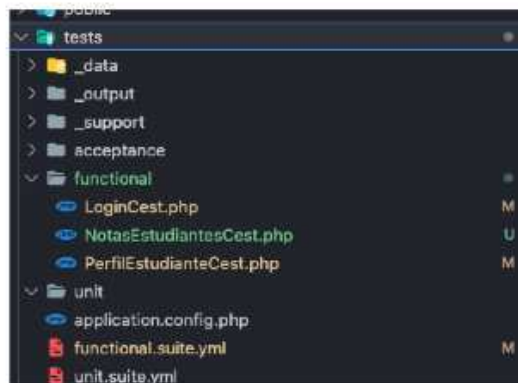 public
tests
_data
_output
_support
acceptance
functional
LoginCest.php M
NotasEstudiantesCest.php U
PerfilEstudianteCest.php M
unit
application.config.php
functional.suite.yml M
unit.suite.yml